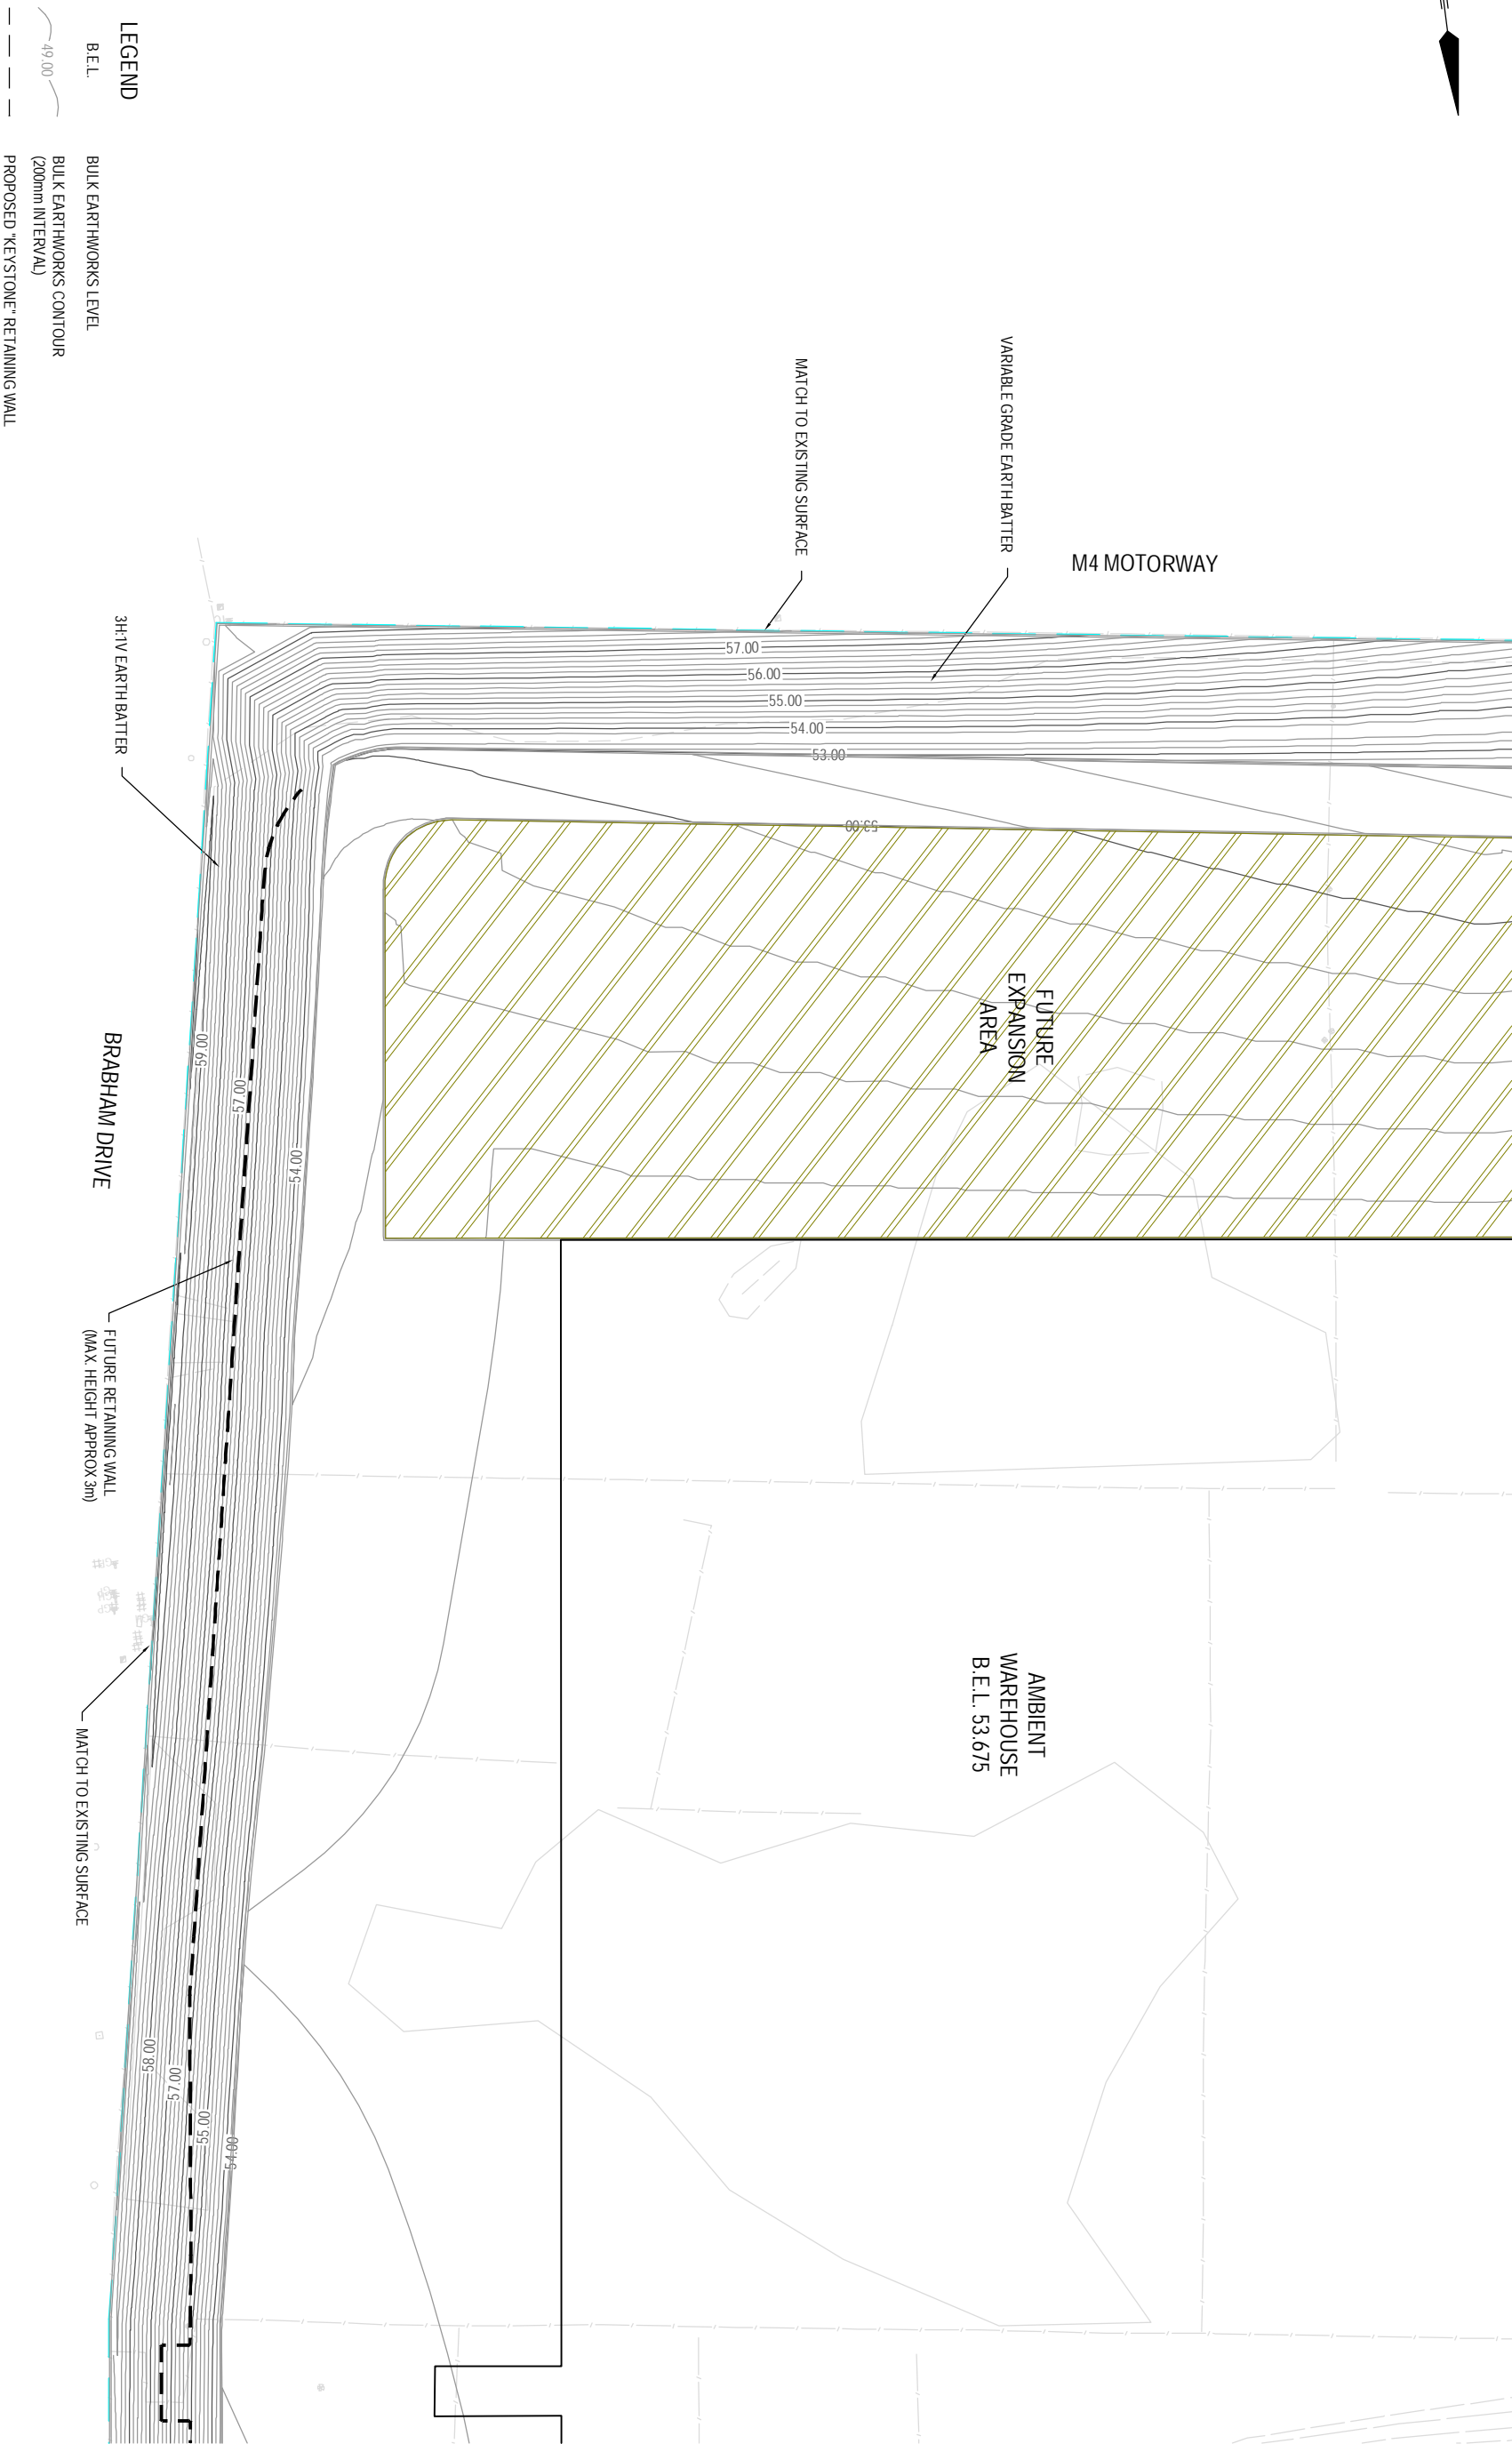 LEGEND
B.E.L.
BULK EARTHWORKS LEVEL
49.00
BULK EARTHWORKS CONTOUR
(200mm INTERVAL)
PROPOSED "KEYSTONE" RETAINING WALL
VARIABLE GRADE EARTH BATTER
MATCH TO EXISTING SURFACE
M4 MOTORWAY
57.00
56.00
55.00
54.00
53.00
53.00
3H:1V EARTH BATTER
FUTURE
EXPANSION
AREA
59.00
57.00
54.00
BRABHAM DRIVE
FUTURE RETAINING WALL
(MAX. HEIGHT APPROX 3m)
AMBIENT
WAREHOUSE
B.E.L. 53.675
MATCH TO EXISTING SURFACE
58.00
57.00
55.00
54.00